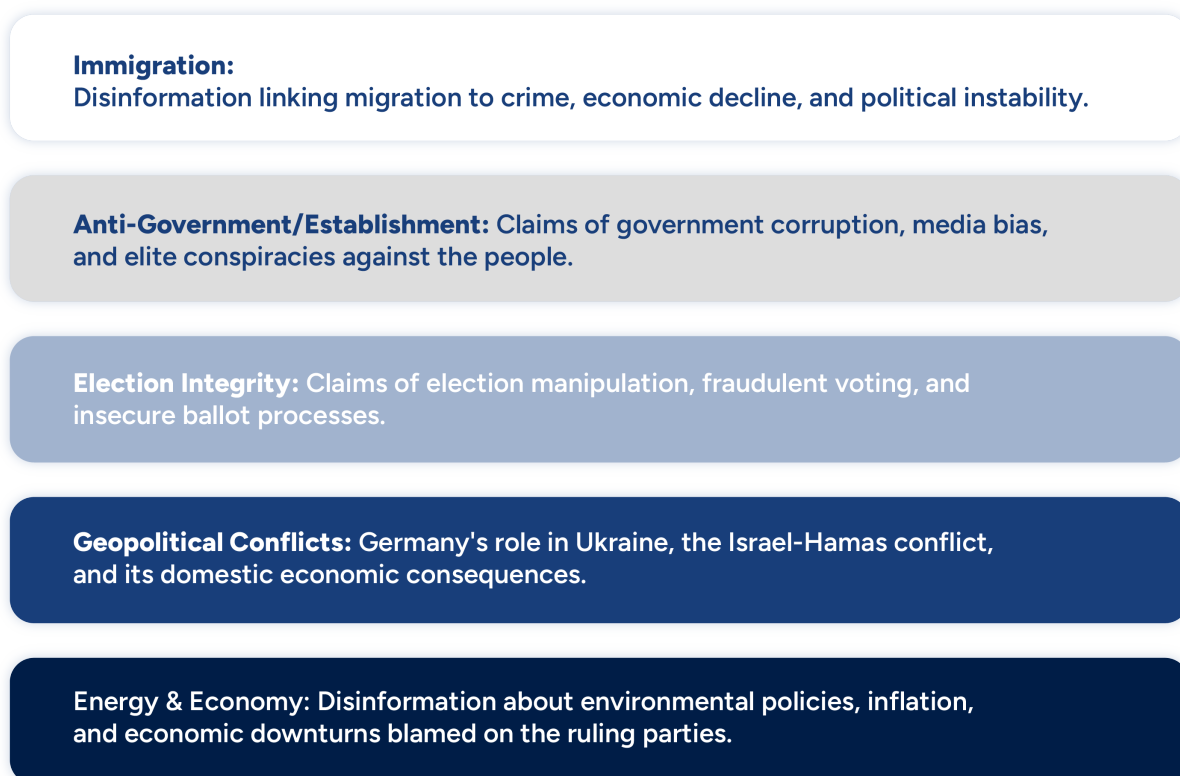 Immigration:
Disinformation linking migration to crime, economic decline, and political instability.
Anti-Government/Establishment: Claims of government corruption, media bias,
and elite conspiracies against the people.
Election Integrity: Claims of election manipulation, fraudulent voting, and
insecure ballot processes.
Geopolitical Conflicts: Germany's role in Ukraine, the Israel-Hamas conflict,
and its domestic economic consequences.
Energy & Economy: Disinformation about environmental policies, inflation,
and economic downturns blamed on the ruling parties.